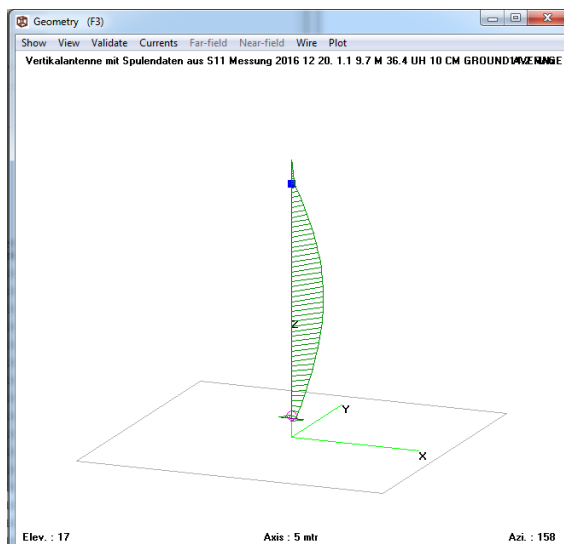 Geometry (F3)
Show View Validate Currents Far-field Near-field Wire Plot
Vertikalantenne mit Spulendaten aus S11 Messung 2016 12 20. 1.1 9.7 M 36.4 UH 10 CM GROUND
Z
Y
X
Elev. : 17 Axis : 5 mtr Azi. : 158